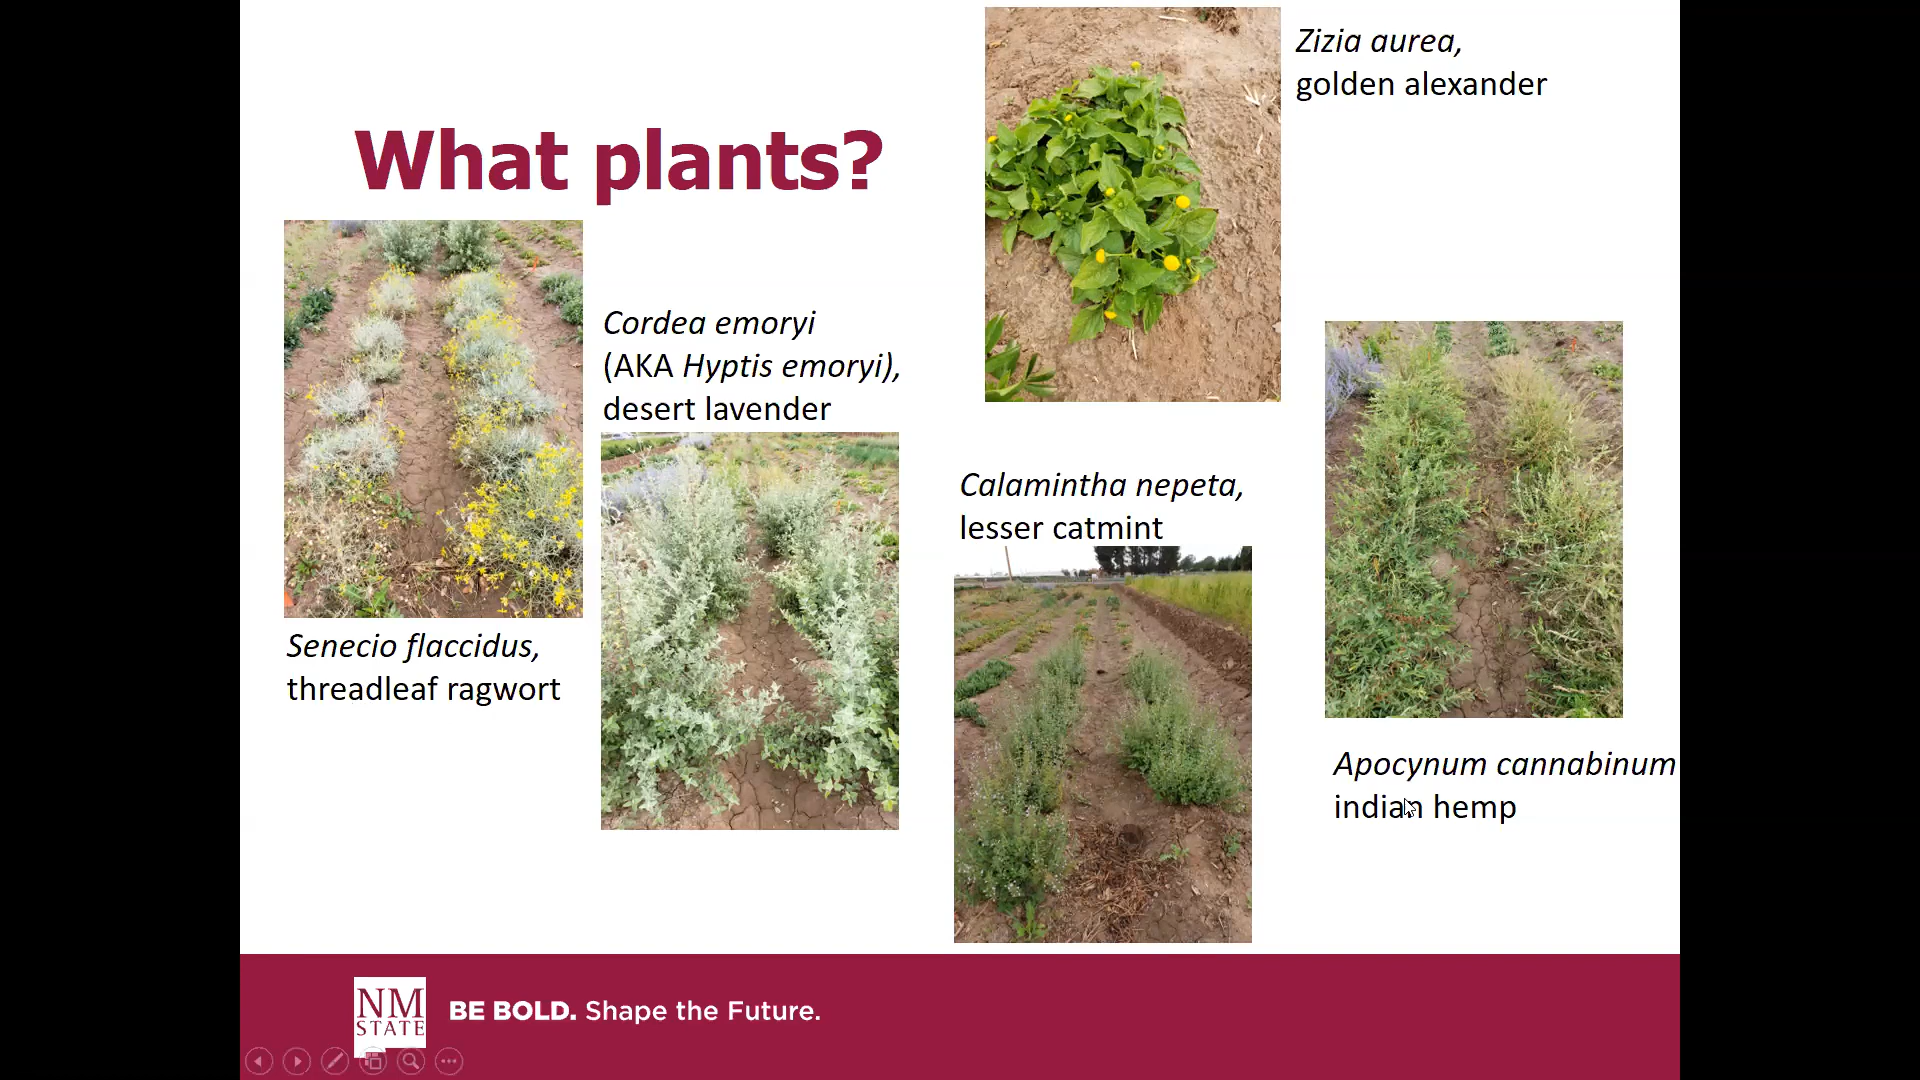 What plants?
Senecio flaccidus,
threadleaf ragwort
Cordea emoryi
(AKA Hyptis emoryi),
desert lavender
Zizia aurea,
golden alexander
Calamintha nepeta,
lesser catmint
Apocynum cannabinum
indian hemp
NM
STATE
BE BOLD. Shape the Future.